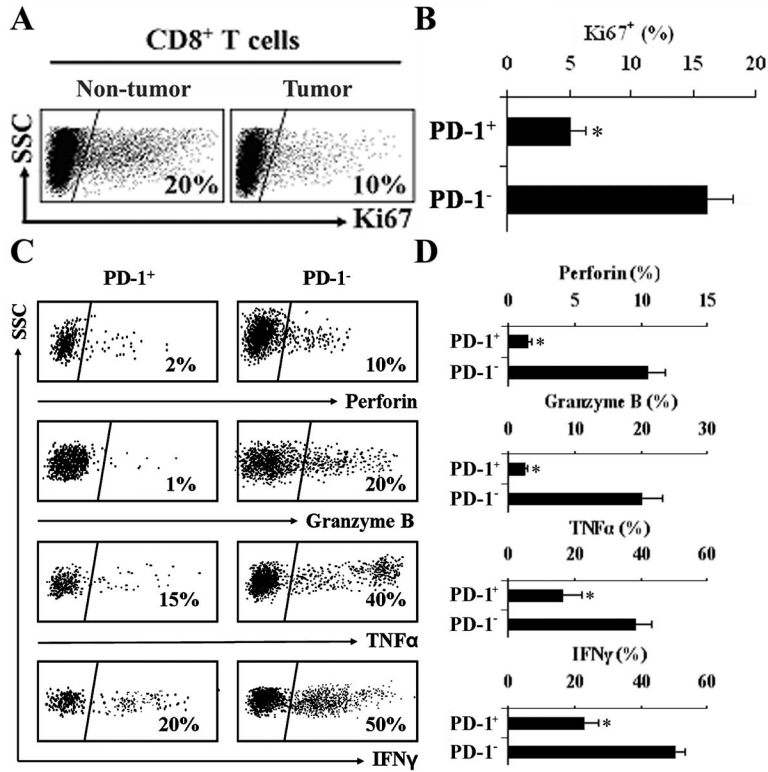 A
CD8⁺ T cells
Non-tumor Tumor
SSC
20% 10%
Ki67
B
Ki67⁺ (%)
0 5 10 15 20
PD-1⁺ *
PD-1⁻
C
PD-1⁺ PD-1⁻
SSC
2% 10%
Perforin
1% 20%
Granzyme B
15% 40%
TNFα
20% 50%
IFNγ
D
Perforin (%)
0 5 10 15
PD-1⁺ *
PD-1⁻
Granzyme B (%)
0 10 20 30
PD-1⁺ *
PD-1⁻
TNFα (%)
0 20 40 60
PD-1⁺ *
PD-1⁻
IFNγ (%)
0 20 40 60
PD-1⁺ *
PD-1⁻